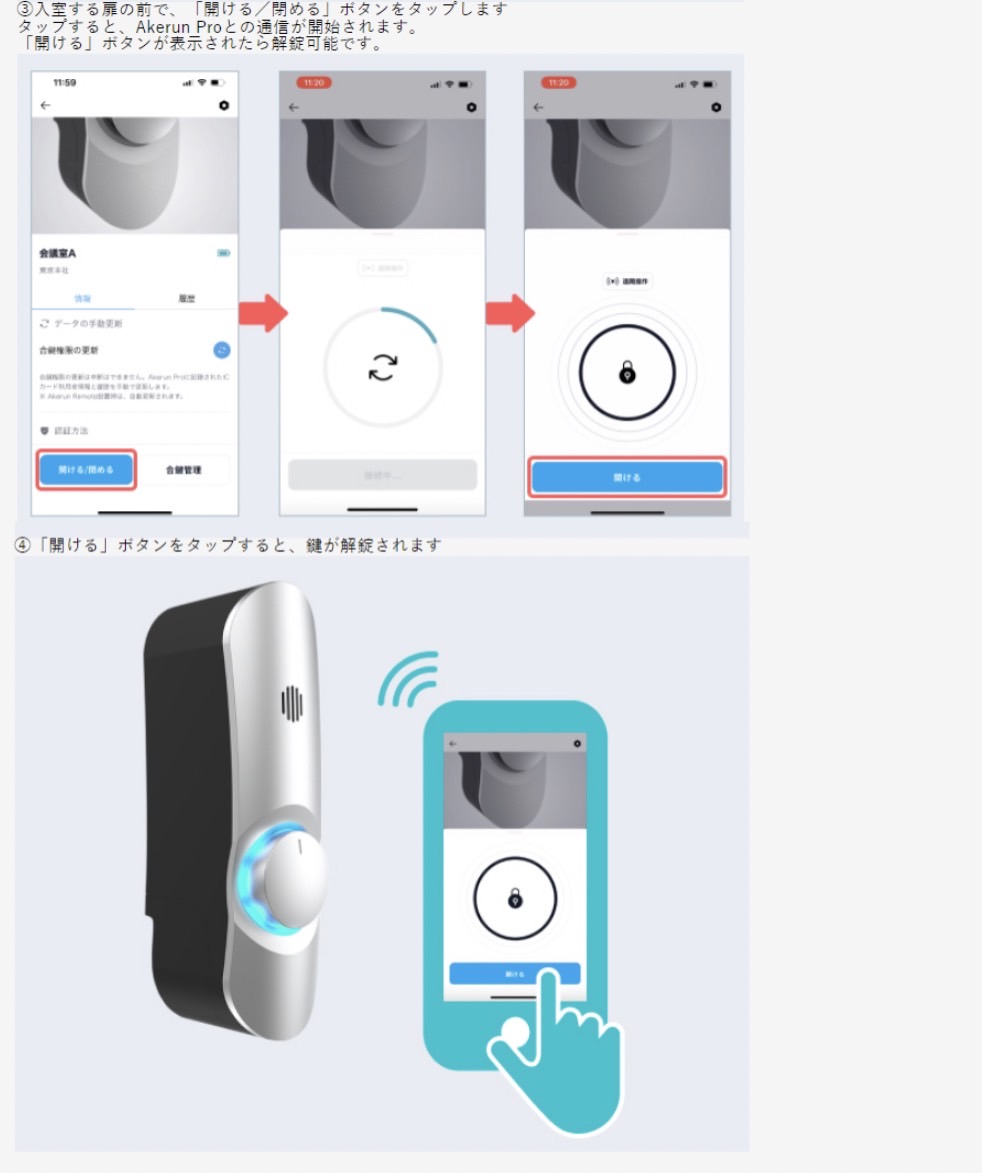 ③入室する扉の前で、「開ける／閉める」ボタンをタップします
タップすると、Akerun Proとの通信が開始されます。
「開ける」ボタンが表示されたら解錠可能です。
11:59
11:20
11:20
会議室A
東京本社
情報
履歴
データの手動更新
合鍵権限の更新
合鍵権限の更新は中断はできません。Akerun Proに記録されたIC
カード利用者情報と履歴を手動で更新します。
※ Akerun Remote設置時は、自動更新されます。
認証方法
開ける/閉める
合鍵管理
遠隔操作
接続中...
遠隔操作
開ける
④「開ける」ボタンをタップすると、鍵が解錠されます
開ける